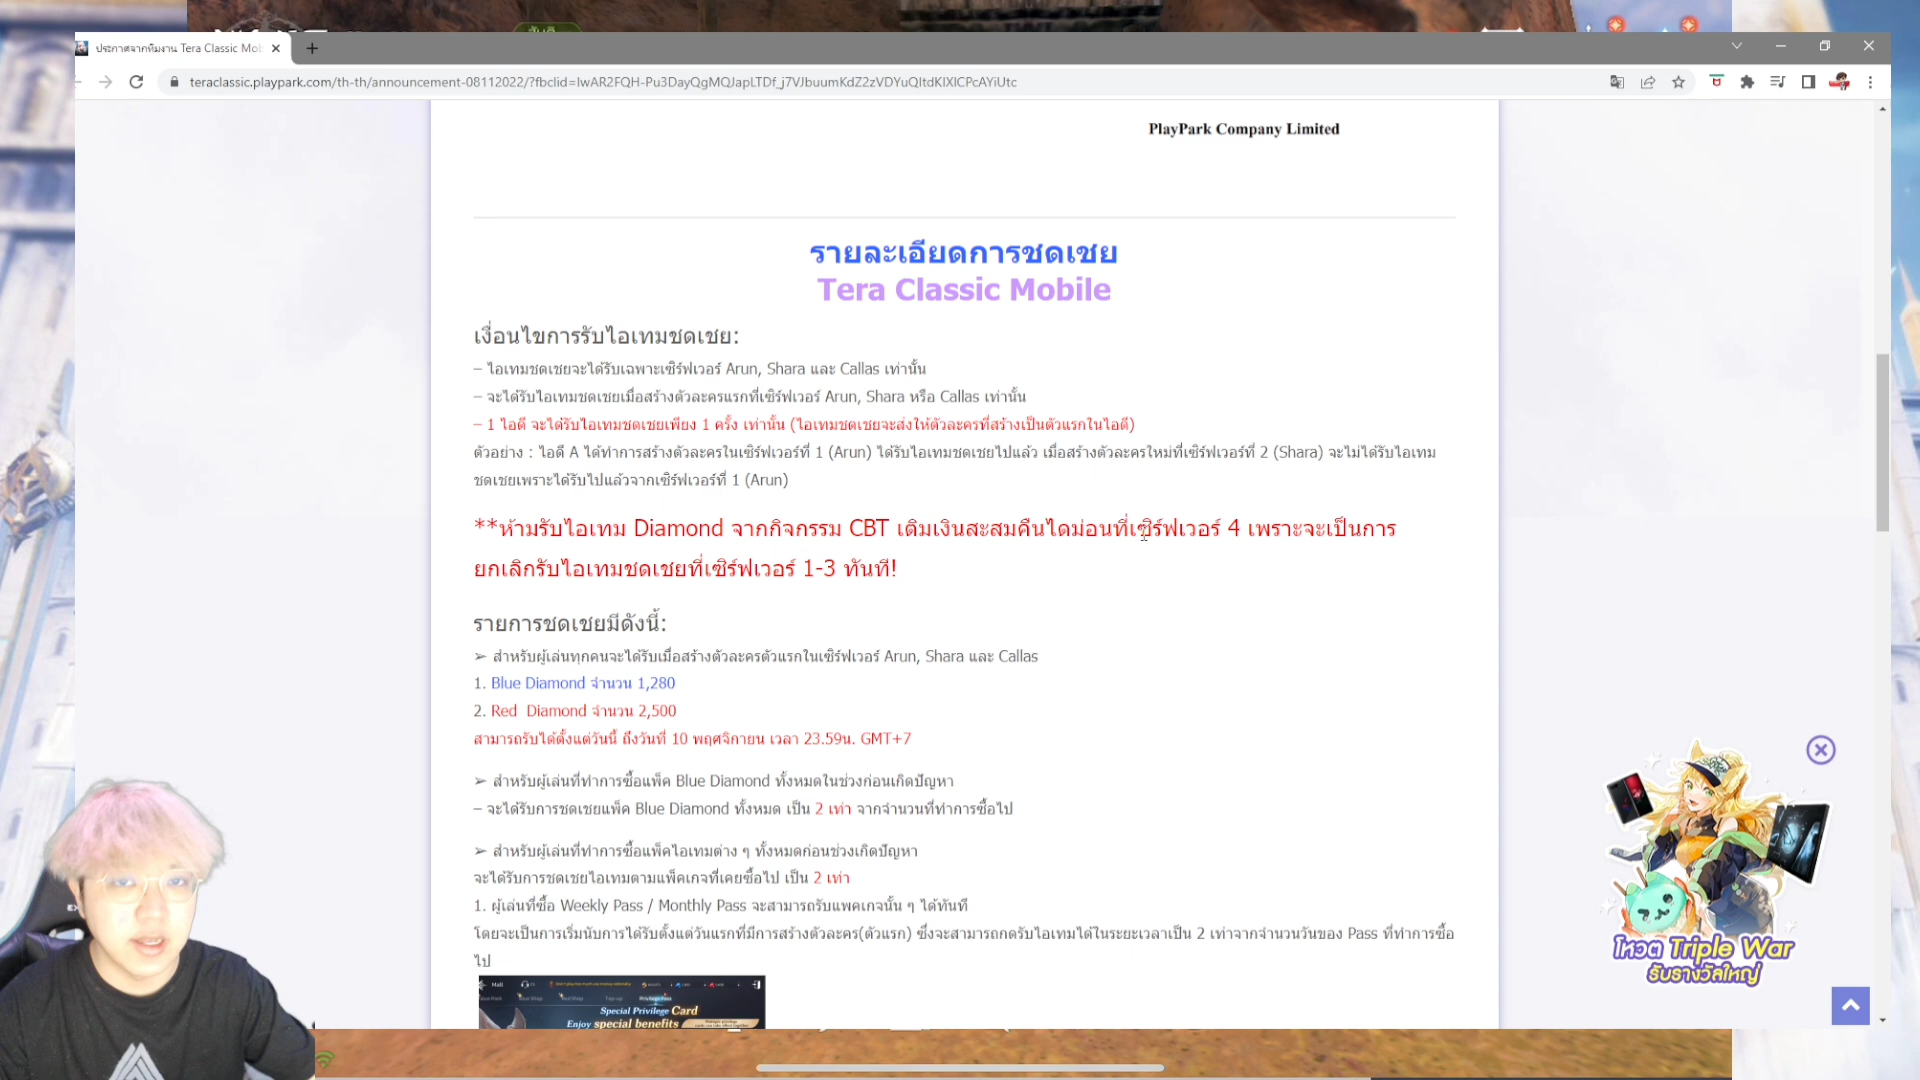 ประกาศจากทีมงาน Tera Classic Mob
teraclassic.playpark.com/th-th/announcement-08112022/?fbclid=IwAR2FQH-Pu3DayQgMQJapLTDf_j7VJbuumKdZ2zVDYuQItdKIXICPcAYiUtc
PlayPark Company Limited
รายละเอียดการชดเชย
Tera Classic Mobile
เงื่อนไขการรับไอเทมชดเชย:
– ไอเทมชดเชยจะได้รับเฉพาะเซิร์ฟเวอร์ Arun, Shara และ Callas เท่านั้น
– จะได้รับไอเทมชดเชยเมื่อสร้างตัวละครแรกที่เซิร์ฟเวอร์ Arun, Shara หรือ Callas เท่านั้น
– 1 ไอดี จะได้รับไอเทมชดเชยเพียง 1 ครั้ง เท่านั้น (ไอเทมชดเชยจะส่งให้ตัวละครที่สร้างเป็นตัวแรกในไอดี)
ตัวอย่าง : ไอดี A ได้ทำการสร้างตัวละครในเซิร์ฟเวอร์ที่ 1 (Arun) ได้รับไอเทมชดเชยไปแล้ว เมื่อสร้างตัวละครใหม่ที่เซิร์ฟเวอร์ที่ 2 (Shara) จะไม่ได้รับไอเทม
ชดเชยเพราะได้รับไปแล้วจากเซิร์ฟเวอร์ที่ 1 (Arun)
**ห้ามรับไอเทม Diamond จากกิจกรรม CBT เติมเงินสะสมคืนไดม่อนที่เซิร์ฟเวอร์ 4 เพราะจะเป็นการ
ยกเลิกรับไอเทมชดเชยที่เซิร์ฟเวอร์ 1-3 ทันที!
รายการชดเชยมีดังนี้:
➢ สำหรับผู้เล่นทุกคนจะได้รับเมื่อสร้างตัวละครตัวแรกในเซิร์ฟเวอร์ Arun, Shara และ Callas
1. Blue Diamond จำนวน 1,280
2. Red Diamond จำนวน 2,500
สามารถรับได้ตั้งแต่วันนี้ ถึงวันที่ 10 พฤศจิกายน เวลา 23.59น. GMT+7
➢ สำหรับผู้เล่นที่ทำการซื้อแพ็ค Blue Diamond ทั้งหมดในช่วงก่อนเกิดปัญหา
– จะได้รับการชดเชยแพ็ค Blue Diamond ทั้งหมด เป็น 2 เท่า จากจำนวนที่ทำการซื้อไป
➢ สำหรับผู้เล่นที่ทำการซื้อแพ็คไอเทมต่าง ๆ ทั้งหมดก่อนช่วงเกิดปัญหา
จะได้รับการชดเชยไอเทมตามแพ็คเกจที่เคยซื้อไป เป็น 2 เท่า
1. ผู้เล่นที่ซื้อ Weekly Pass / Monthly Pass จะสามารถรับแพคเกจนั้น ๆ ได้ทันที
โดยจะเป็นการเริ่มนับการได้รับตั้งแต่วันแรกที่มีการสร้างตัวละคร(ตัวแรก) ซึ่งจะสามารถกดรับไอเทมได้ในระยะเวลาเป็น 2 เท่าจากจำนวนวันของ Pass ที่ทำการซื้อ
ไป
Mall
Special Privilege Card
Enjoy special benefits
โหวต Triple War
รับรางวัลใหญ่